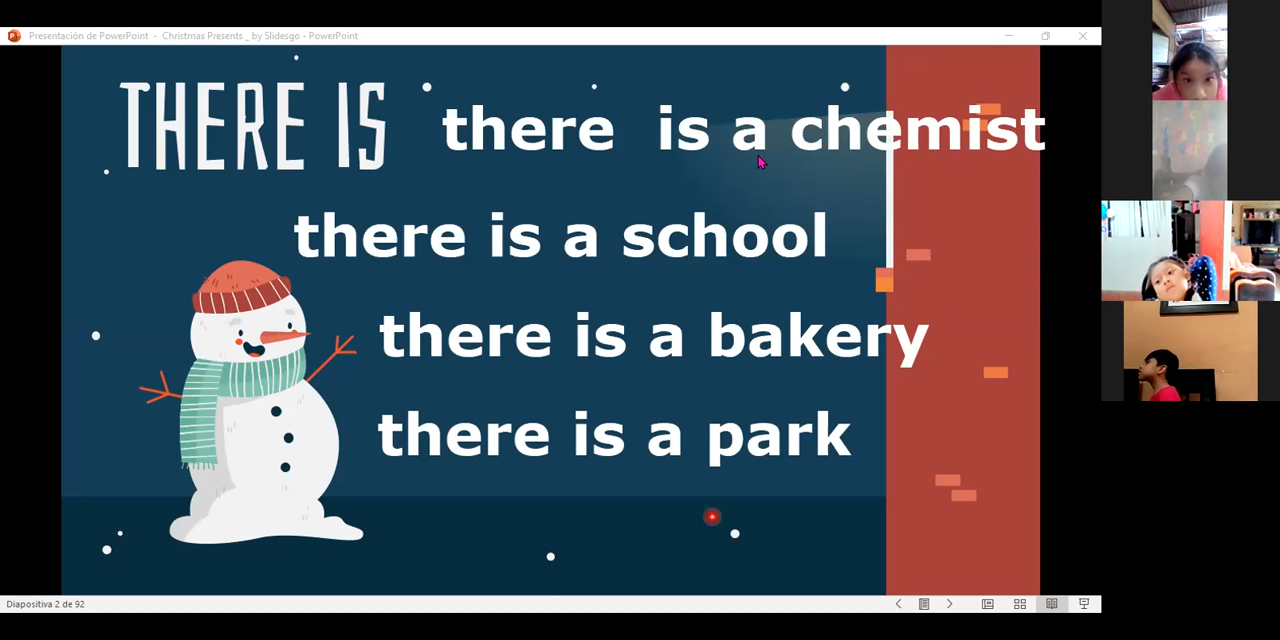 Presentación de PowerPoint - Christmas Presents _ by Slidesgo - PowerPoint
THERE IS there is a chemist
there is a school
there is a bakery
there is a park
Diapositiva 2 de 92